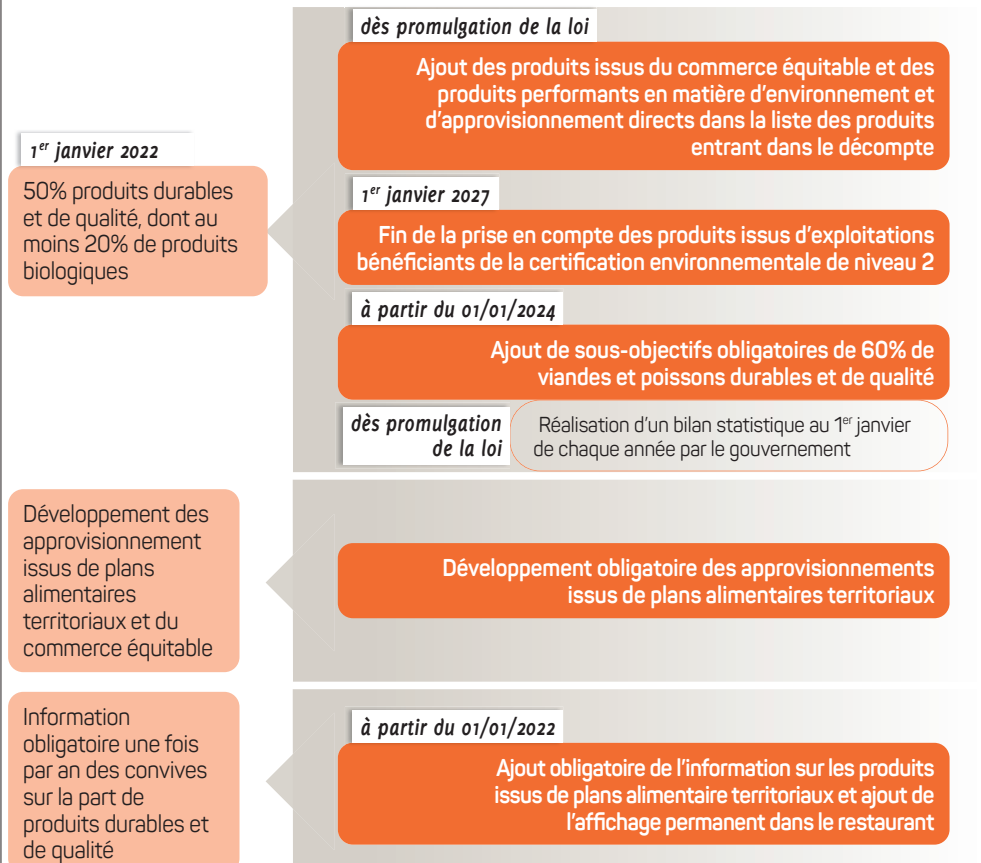 1er janvier 2022
50% produits durables
et de qualité, dont au
moins 20% de produits
biologiques
dès promulgation de la loi
Ajout des produits issus du commerce équitable et des
produits performants en matière d'environnement et
d'approvisionnement directs dans la liste des produits
entrant dans le décompte
1er janvier 2027
Fin de la prise en compte des produits issus d'exploitations
bénéficiants de la certification environnementale de niveau 2
à partir du 01/01/2024
Ajout de sous-objectifs obligatoires de 60% de
viandes et poissons durables et de qualité
dès promulgation
de la loi
Réalisation d'un bilan statistique au 1er janvier
de chaque année par le gouvernement
Développement des
approvisionnement
issus de plans
alimentaires
territoriaux et du
commerce équitable
Développement obligatoire des approvisionnements
issus de plans alimentaires territoriaux
Information
obligatoire une fois
par an des convives
sur la part de
produits durables et
de qualité
à partir du 01/01/2022
Ajout obligatoire de l'information sur les produits
issus de plans alimentaire territoriaux et ajout de
l'affichage permanent dans le restaurant